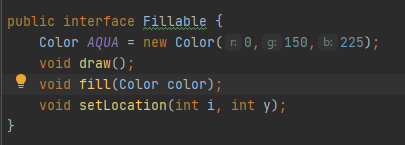 public interface Fillable {
Color AQUA = new Color( r: 0, g: 150, b: 225);
void draw();
void fill(Color color);
void setLocation(int i, int y);
}